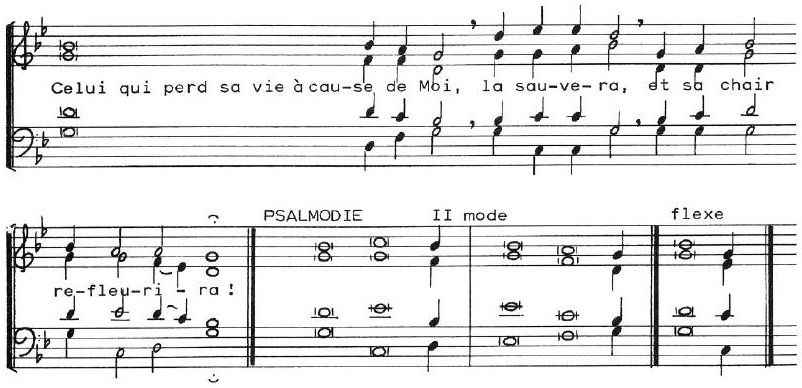 Celui qui perd sa vie à cau-se de Moi, la sau-ve-ra, et sa chair
PSALMODIE II mode flexe
re-fleu-ri - ra !